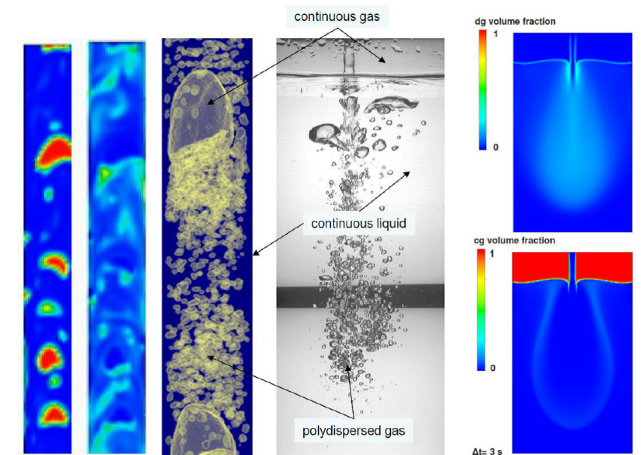 continuous gas
continuous liquid
polydispersed gas
dg volume fraction
1
0
cg volume fraction
1
0
Δt= 3 s